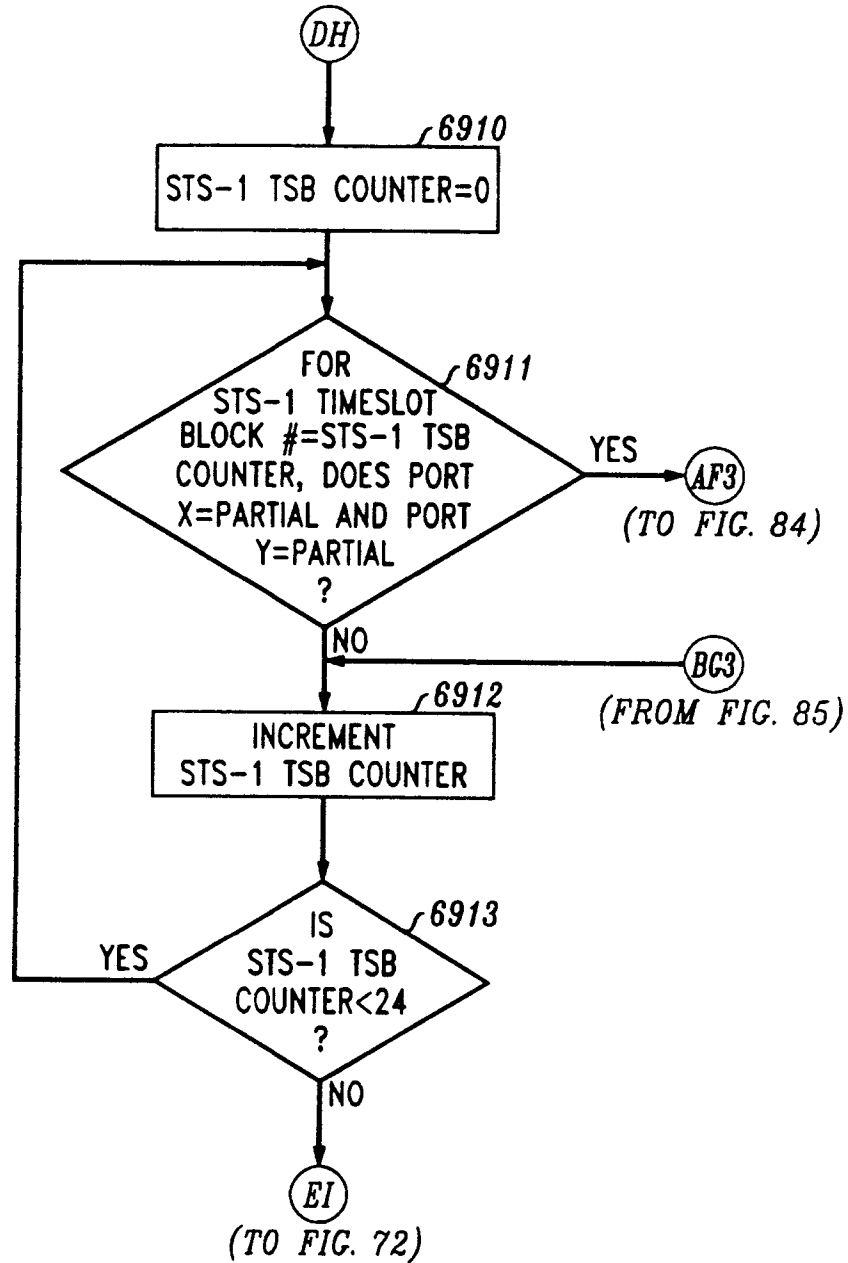 DH
6910
STS-1 TSB COUNTER=0
6911
FOR
STS-1 TIMESLOT
BLOCK #=STS-1 TSB
COUNTER, DOES PORT
X=PARTIAL AND PORT
Y=PARTIAL
?
YES
AF3
(TO FIG. 84)
NO
BG3
(FROM FIG. 85)
6912
INCREMENT
STS-1 TSB COUNTER
6913
IS
STS-1 TSB
COUNTER<24
?
YES
NO
EI
(TO FIG. 72)